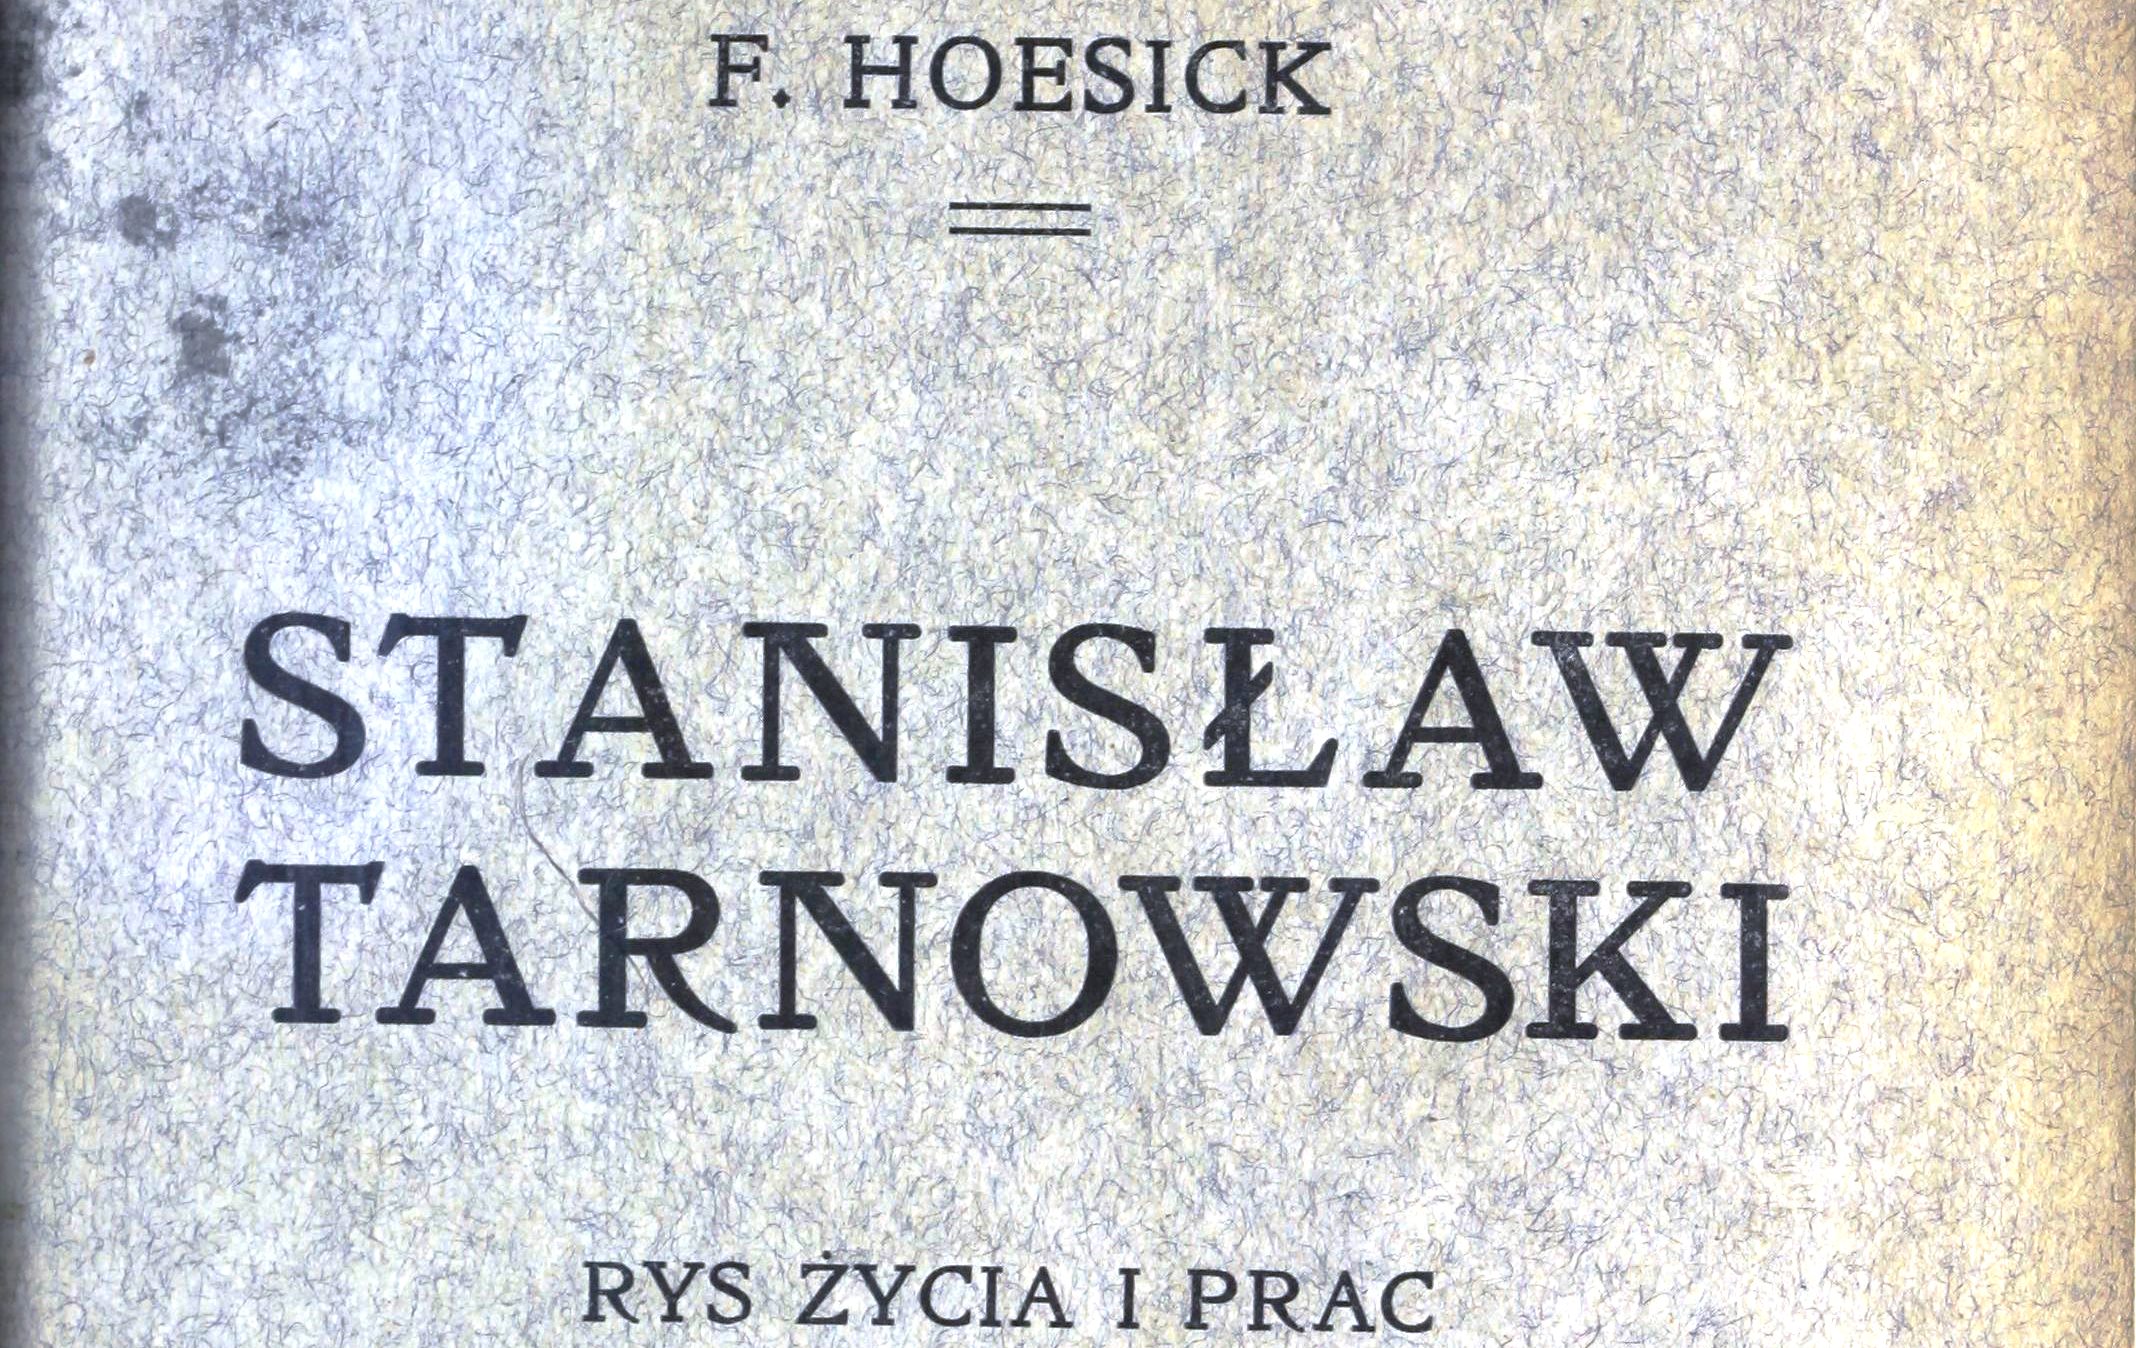 F. HOESICK
STANISŁAW
TARNOWSKI
RYS ŻYCIA I PRAC